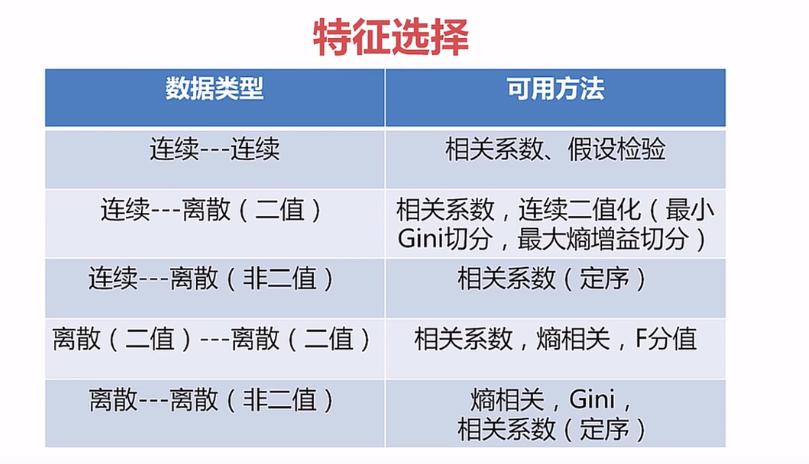 特征选择
数据类型
可用方法
连续---连续
相关系数、假设检验
连续---离散（二值）
相关系数，连续二值化（最小
Gini切分，最大熵增益切分）
连续---离散（非二值）
相关系数（定序）
离散（二值）---离散（二值）
相关系数，熵相关，F分值
离散---离散（非二值）
熵相关，Gini，
相关系数（定序）